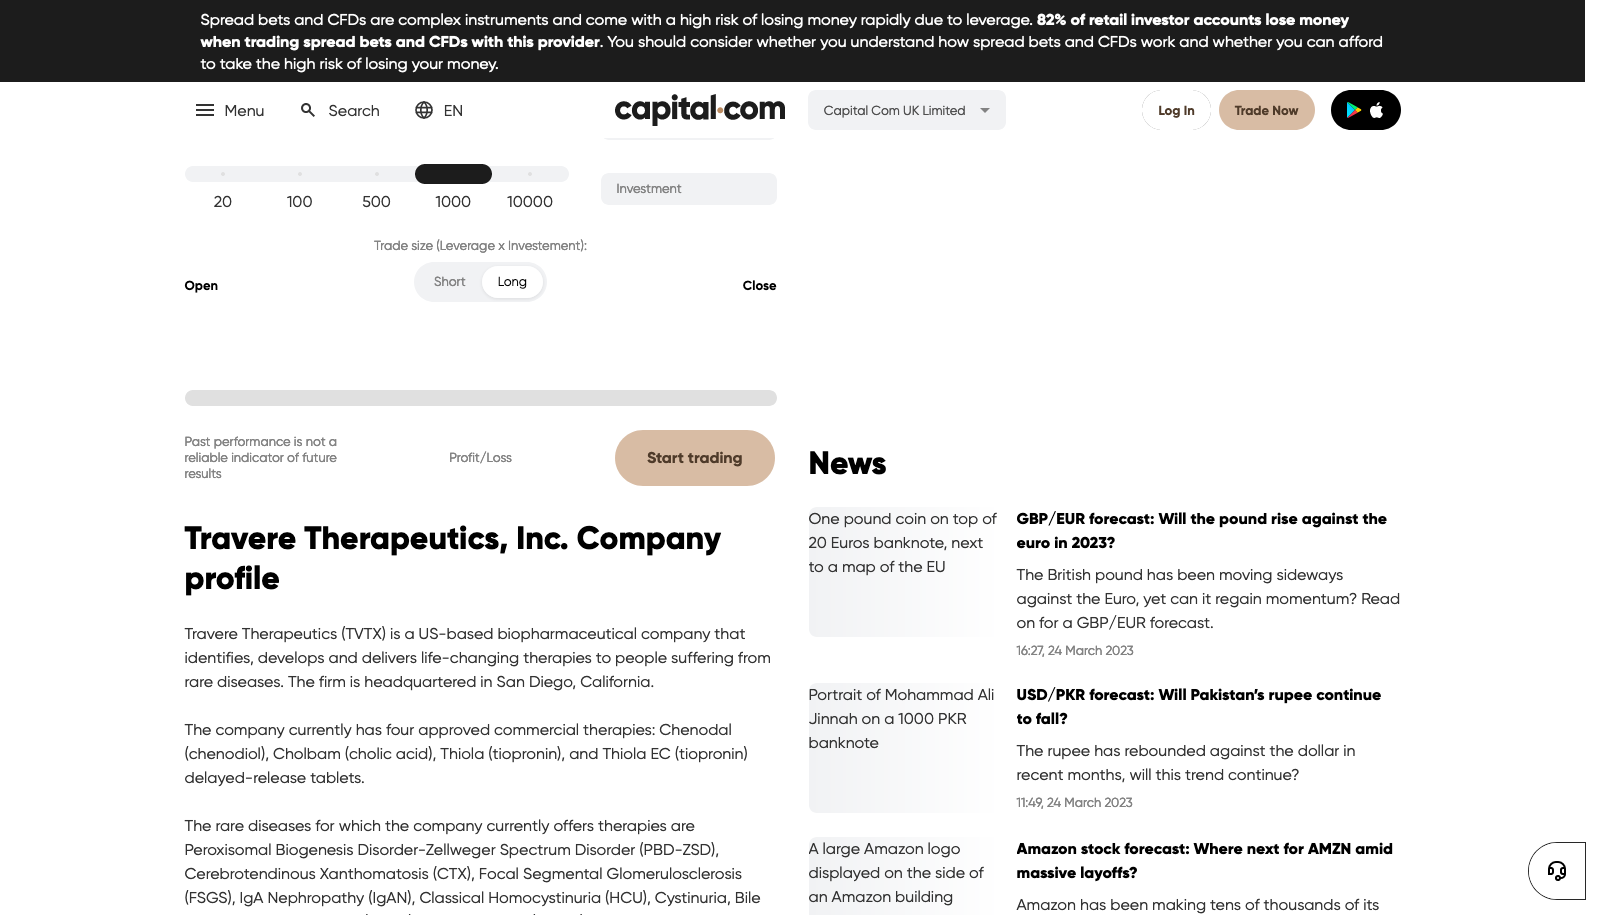 Spread bets and CFDs are complex instruments and come with a high risk of losing money rapidly due to leverage. 82% of retail investor accounts lose money
when trading spread bets and CFDs with this provider. You should consider whether you understand how spread bets and CFDs work and whether you can afford
to take the high risk of losing your money.
Menu
Search
EN
capital.com
Capital Com UK Limited
Log In
Trade Now
20
100
500
1000
10000
Investment
Trade size (Leverage x Investement):
Open
Short
Long
Close
Past performance is not a
reliable indicator of future
results
Profit/Loss
Start trading
Travere Therapeutics, Inc. Company
profile
Travere Therapeutics (TVTX) is a US-based biopharmaceutical company that
identifies, develops and delivers life-changing therapies to people suffering from
rare diseases. The firm is headquartered in San Diego, California.
The company currently has four approved commercial therapies: Chenodal
(chenodiol), Cholbam (cholic acid), Thiola (tiopronin), and Thiola EC (tiopronin)
delayed-release tablets.
The rare diseases for which the company currently offers therapies are
Peroxisomal Biogenesis Disorder-Zellweger Spectrum Disorder (PBD-ZSD),
Cerebrotendinous Xanthomatosis (CTX), Focal Segmental Glomerulosclerosis
(FSGS), IgA Nephropathy (IgAN), Classical Homocystinuria (HCU), Cystinuria, Bile
News
One pound coin on top of
20 Euros banknote, next
to a map of the EU
GBP/EUR forecast: Will the pound rise against the
euro in 2023?
The British pound has been moving sideways
against the Euro, yet can it regain momentum? Read
on for a GBP/EUR forecast.
16:27, 24 March 2023
Portrait of Mohammad Ali
Jinnah on a 1000 PKR
banknote
USD/PKR forecast: Will Pakistan's rupee continue
to fall?
The rupee has rebounded against the dollar in
recent months, will this trend continue?
11:49, 24 March 2023
A large Amazon logo
displayed on the side of
an Amazon building
Amazon stock forecast: Where next for AMZN amid
massive layoffs?
Amazon has been making tens of thousands of its